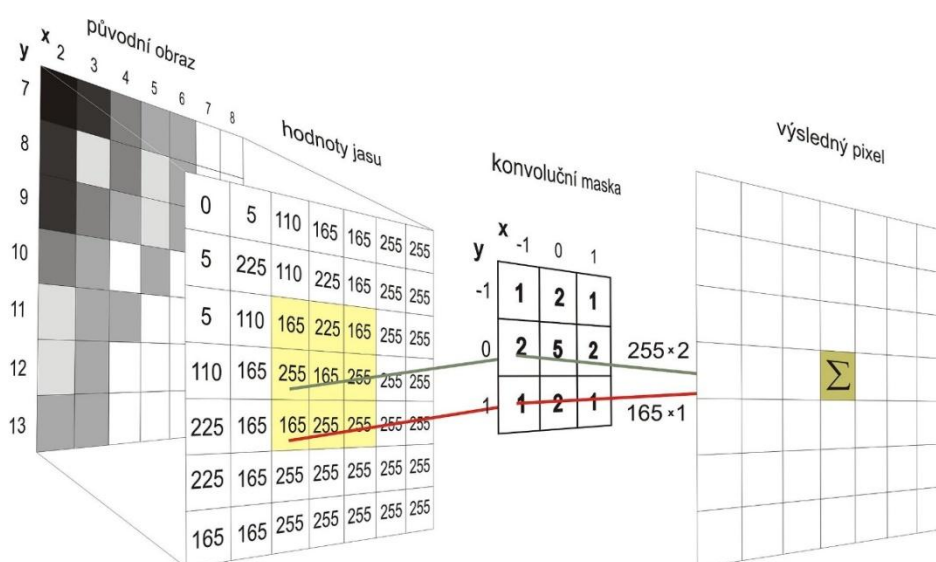 původní obraz
x 2 3 4 5 6 7 8
y
7
8
9
10
11
12
13
hodnoty jasu
0 5 110 165 165 255 255
5 225 110 225 165 255 255
5 110 165 225 165 255 255
110 165 255 165 255 255 255
225 165 165 255 255 255 255
225 165 255 255 255 255 255
165 165 255 255 255 255 255
konvoluční maska
x -1 0 1
y
-1 1 2 1
0 2 5 2
1 1 2 1
255×2
165×1
výsledný pixel
Σ